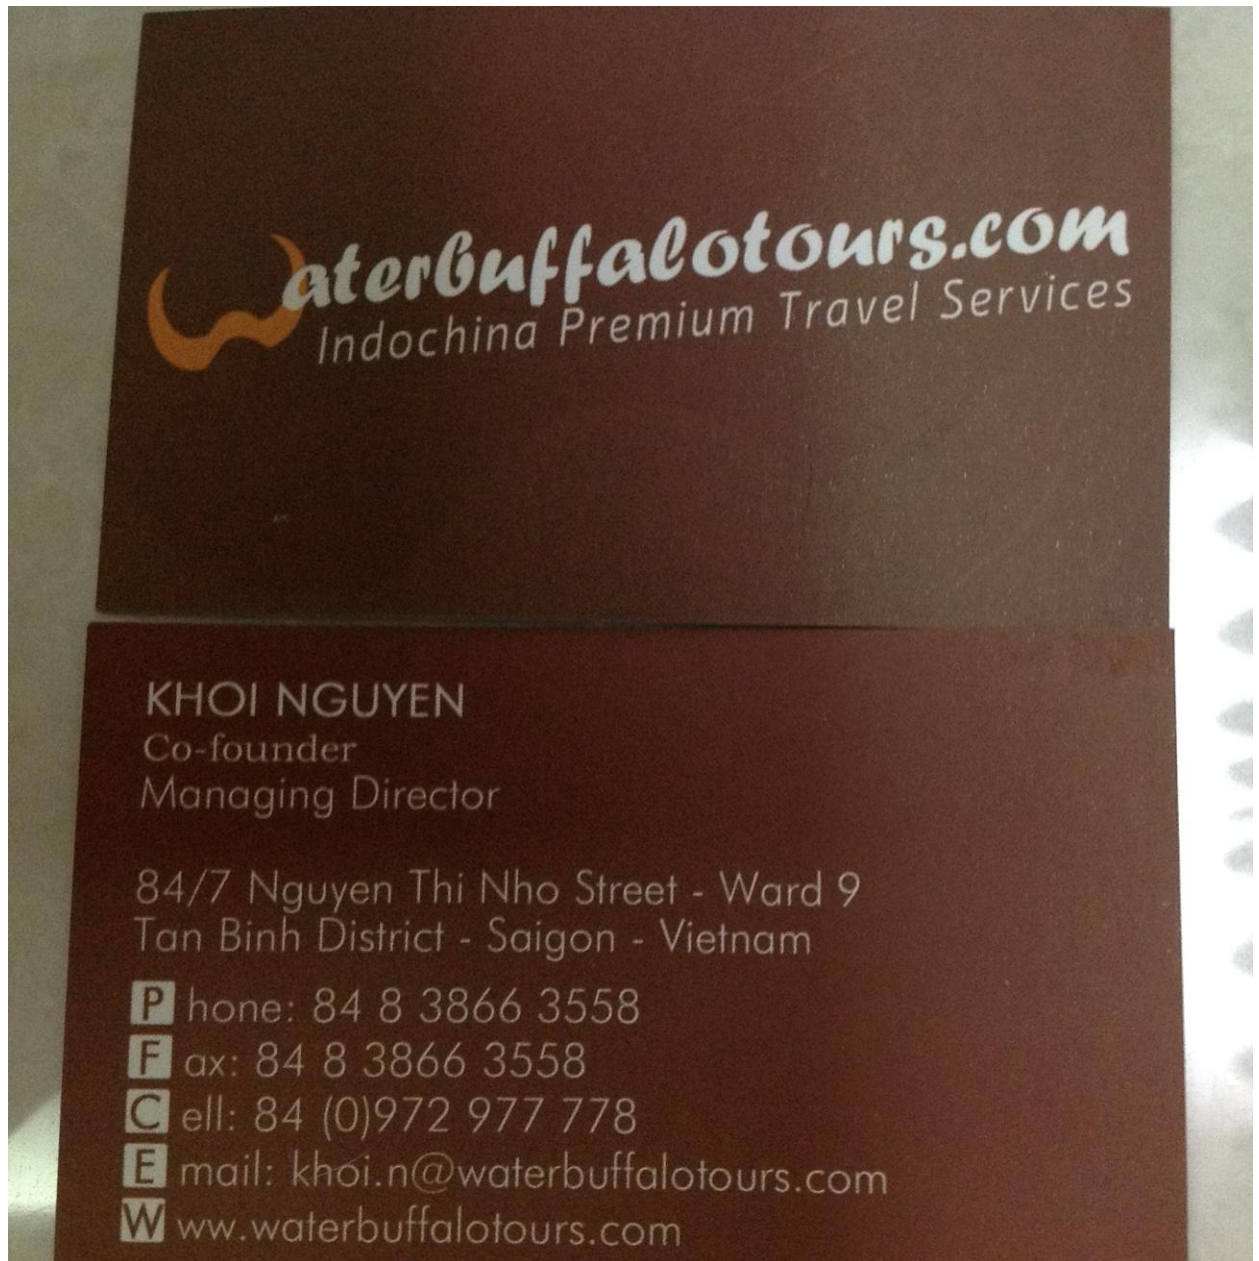 Waterbuffalotours.com
Indochina Premium Travel Services
KHOI NGUYEN
Co-founder
Managing Director
84/7 Nguyen Thi Nho Street - Ward 9
Tan Binh District - Saigon - Vietnam
Phone: 84 8 3866 3558
Fax: 84 8 3866 3558
Cell: 84 (0)972 977 778
Email: khoi.n@waterbuffalotours.com
Www.waterbuffalotours.com